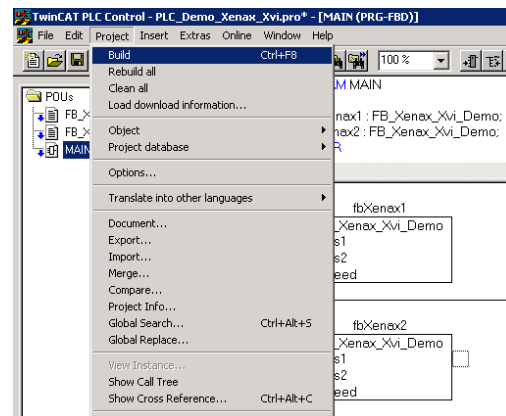 TwinCAT PLC Control - PLC_Demo_Xenax_Xvi.pro* - [MAIN (PRG-FBD)]
File Edit Project Insert Extras Online Window Help
100 %
Build Ctrl+F8
Rebuild all
Clean all
Load download information...
Object
Project database
Options...
Translate into other languages
Document...
Export...
Import...
Merge...
Compare...
Project Info...
Global Search... Ctrl+Alt+S
Global Replace...
View Instance...
Show Call Tree
Show Cross Reference... Ctrl+Alt+C
POUs
FB_X
FB_X
MAIN
AM MAIN
nax1 : FB_Xenax_Xvi_Demo;
nax2 : FB_Xenax_Xvi_Demo;
R
fbXenax1
_Xenax_Xvi_Demo
s1
s2
eed
fbXenax2
_Xenax_Xvi_Demo
s1
s2
eed